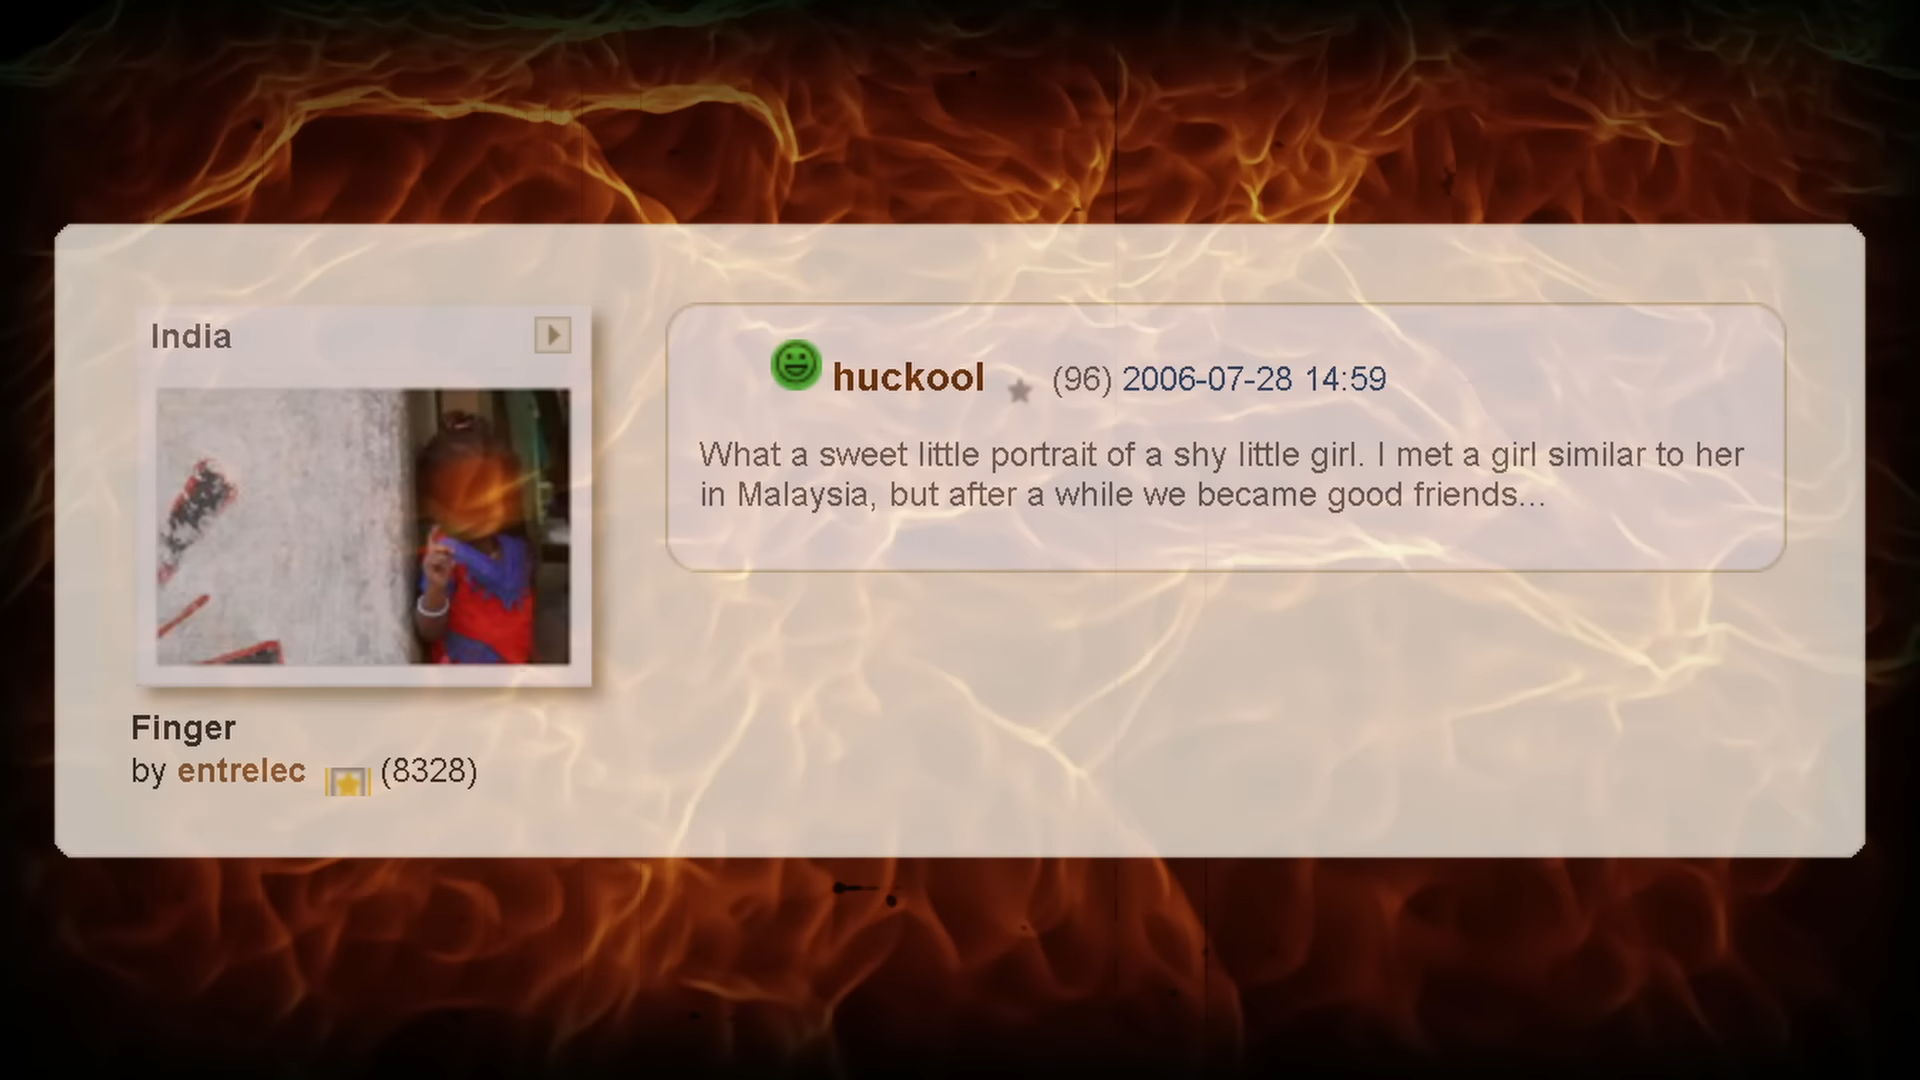 India
huckool (96) 2006-07-28 14:59
What a sweet little portrait of a shy little girl. I met a girl similar to her
in Malaysia, but after a while we became good friends...
Finger
by entrelec (8328)